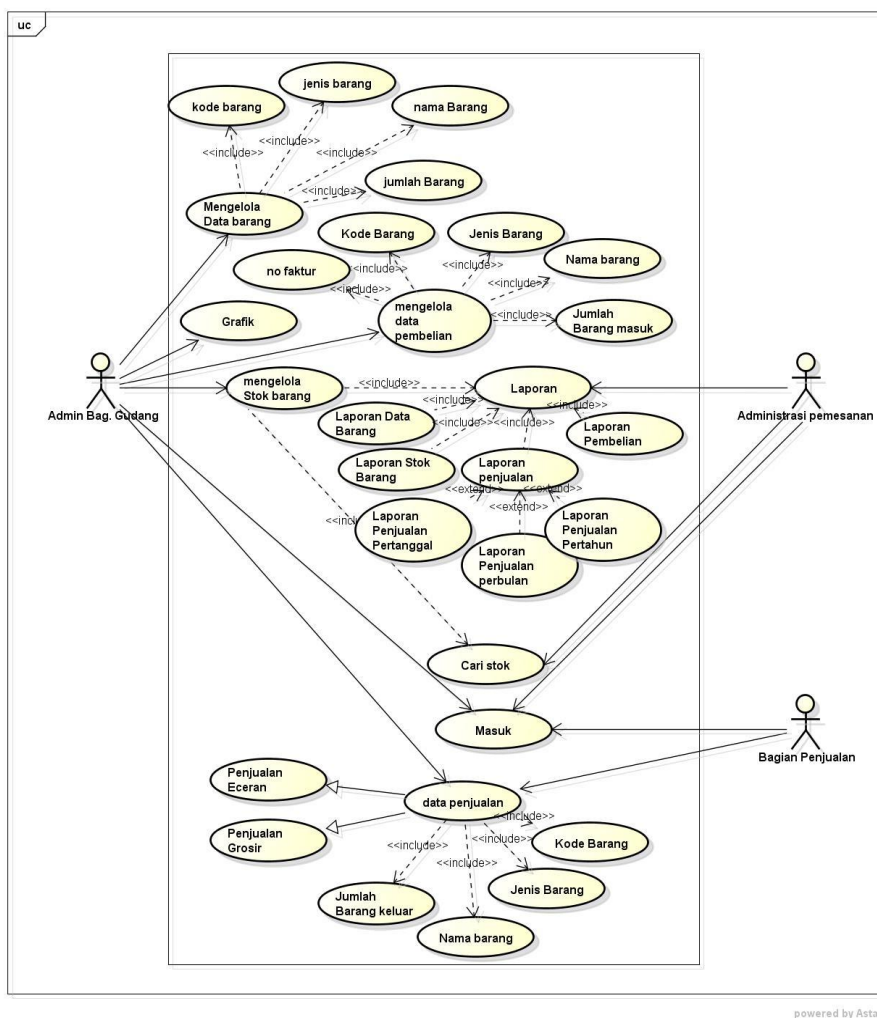 uc
jenis barang
kode barang
nama Barang
<<include>>
<<include>>
<<include>>
jumlah Barang
<<include>>
Mengelola
Data barang
Kode Barang
Jenis Barang
Nama barang
no faktur
<<include>>
<<include>>
<<include>>
<<include>>
mengelola
data
pembelian
<<include>>
Jumlah
Barang masuk
Grafik
Admin Bag. Gudang
mengelola
Stok barang
<<include>>
Laporan
Administrasi pemesanan
<<include>>
<<include>>
Laporan Data
Barang
<<include>>
<<include>>
Laporan
Pembelian
Laporan Stok
Barang
Laporan
penjualan
<<extend>>
<<extend>>
<<extend>>
Laporan
Penjualan
Pertanggal
Laporan
Penjualan
perbulan
Laporan
Penjualan
Pertahun
Cari stok
Masuk
Bagian Penjualan
Penjualan
Eceran
data penjualan
<<include>>
Penjualan
Grosir
<<include>>
<<include>>
<<include>>
Kode Barang
Jenis Barang
Jumlah
Barang keluar
Nama barang
powered by Asta